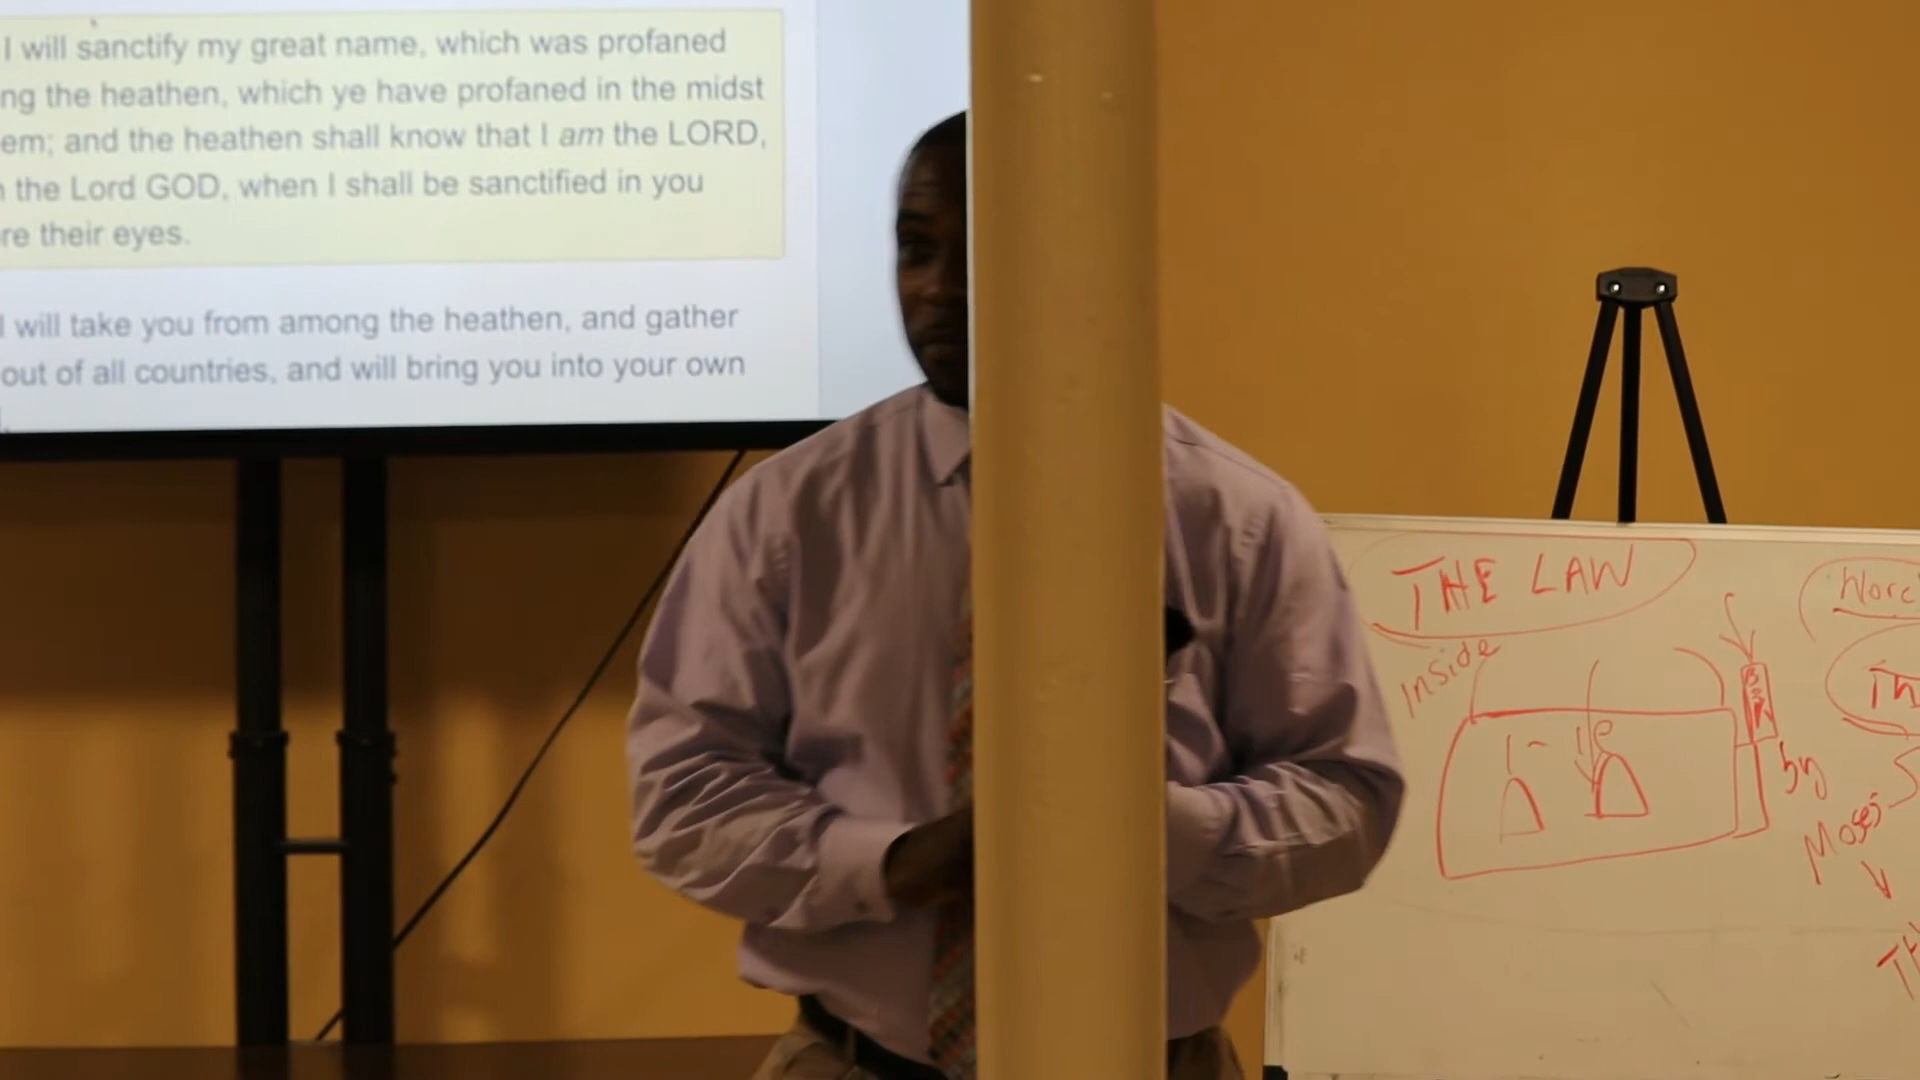 I will sanctify my great name, which was profaned
ng the heathen, which ye have profaned in the midst
em; and the heathen shall know that I am the LORD,
the Lord GOD, when I shall be sanctified in you
re their eyes.
I will take you from among the heathen, and gather
out of all countries, and will bring you into your own
THE LAW
Inside
1-
by
Moses